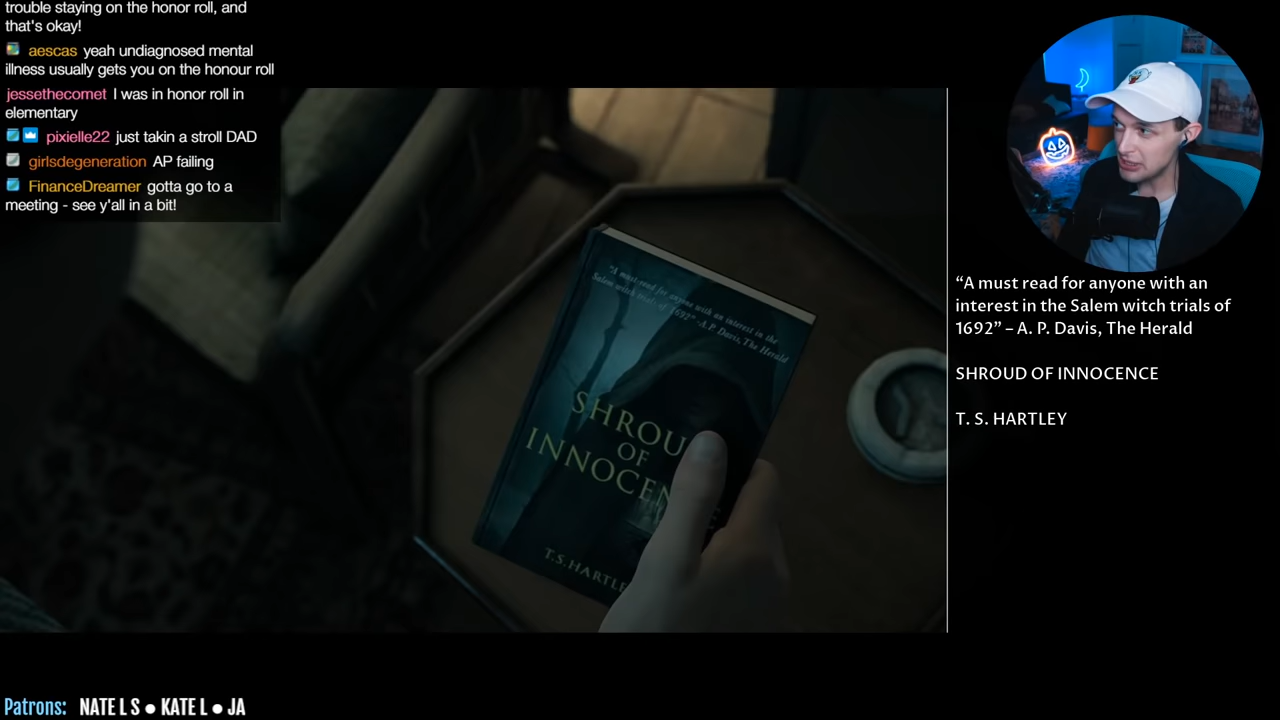 trouble staying on the honor roll, and
that's okay!
aescas yeah undiagnosed mental
illness usually gets you on the honour roll
jessethecomet I was in honor roll in
elementary
pixielle22 just takin a stroll DAD
girlsdegeneration AP failing
FinanceDreamer gotta go to a
meeting - see y'all in a bit!
"A must read for anyone with an interest in the
Salem witch trials of 1692" -A.P. Davis, The Herald
SHROU
OF
INNOCEN
T.S. HARTLE
“A must read for anyone with an
interest in the Salem witch trials of
1692” – A. P. Davis, The Herald
SHROUD OF INNOCENCE
T. S. HARTLEY
Patrons: NATE L S ● KATE L ● JA